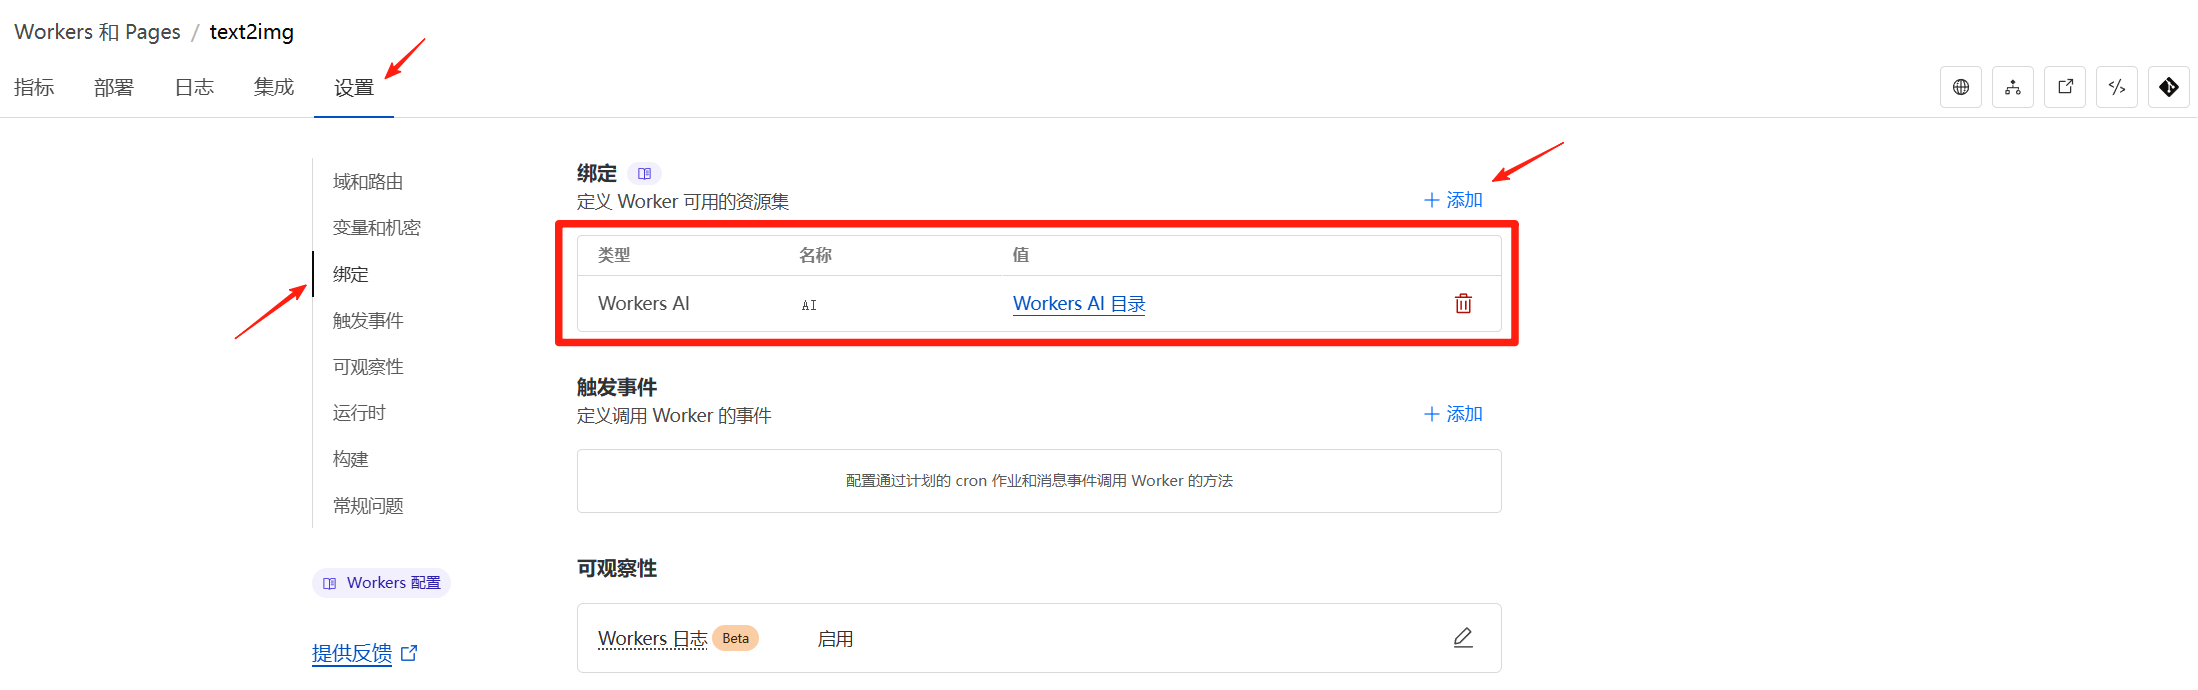 Workers 和 Pages / text2img
指标 部署 日志 集成 设置
域和路由
变量和机密
绑定
触发事件
可观察性
运行时
构建
常规问题
Workers 配置
提供反馈
绑定
定义 Worker 可用的资源集
+ 添加
类型 名称 值
Workers AI AI Workers AI 目录
触发事件
定义调用 Worker 的事件
+ 添加
配置通过计划的 cron 作业和消息事件调用 Worker 的方法
可观察性
Workers 日志 Beta 启用